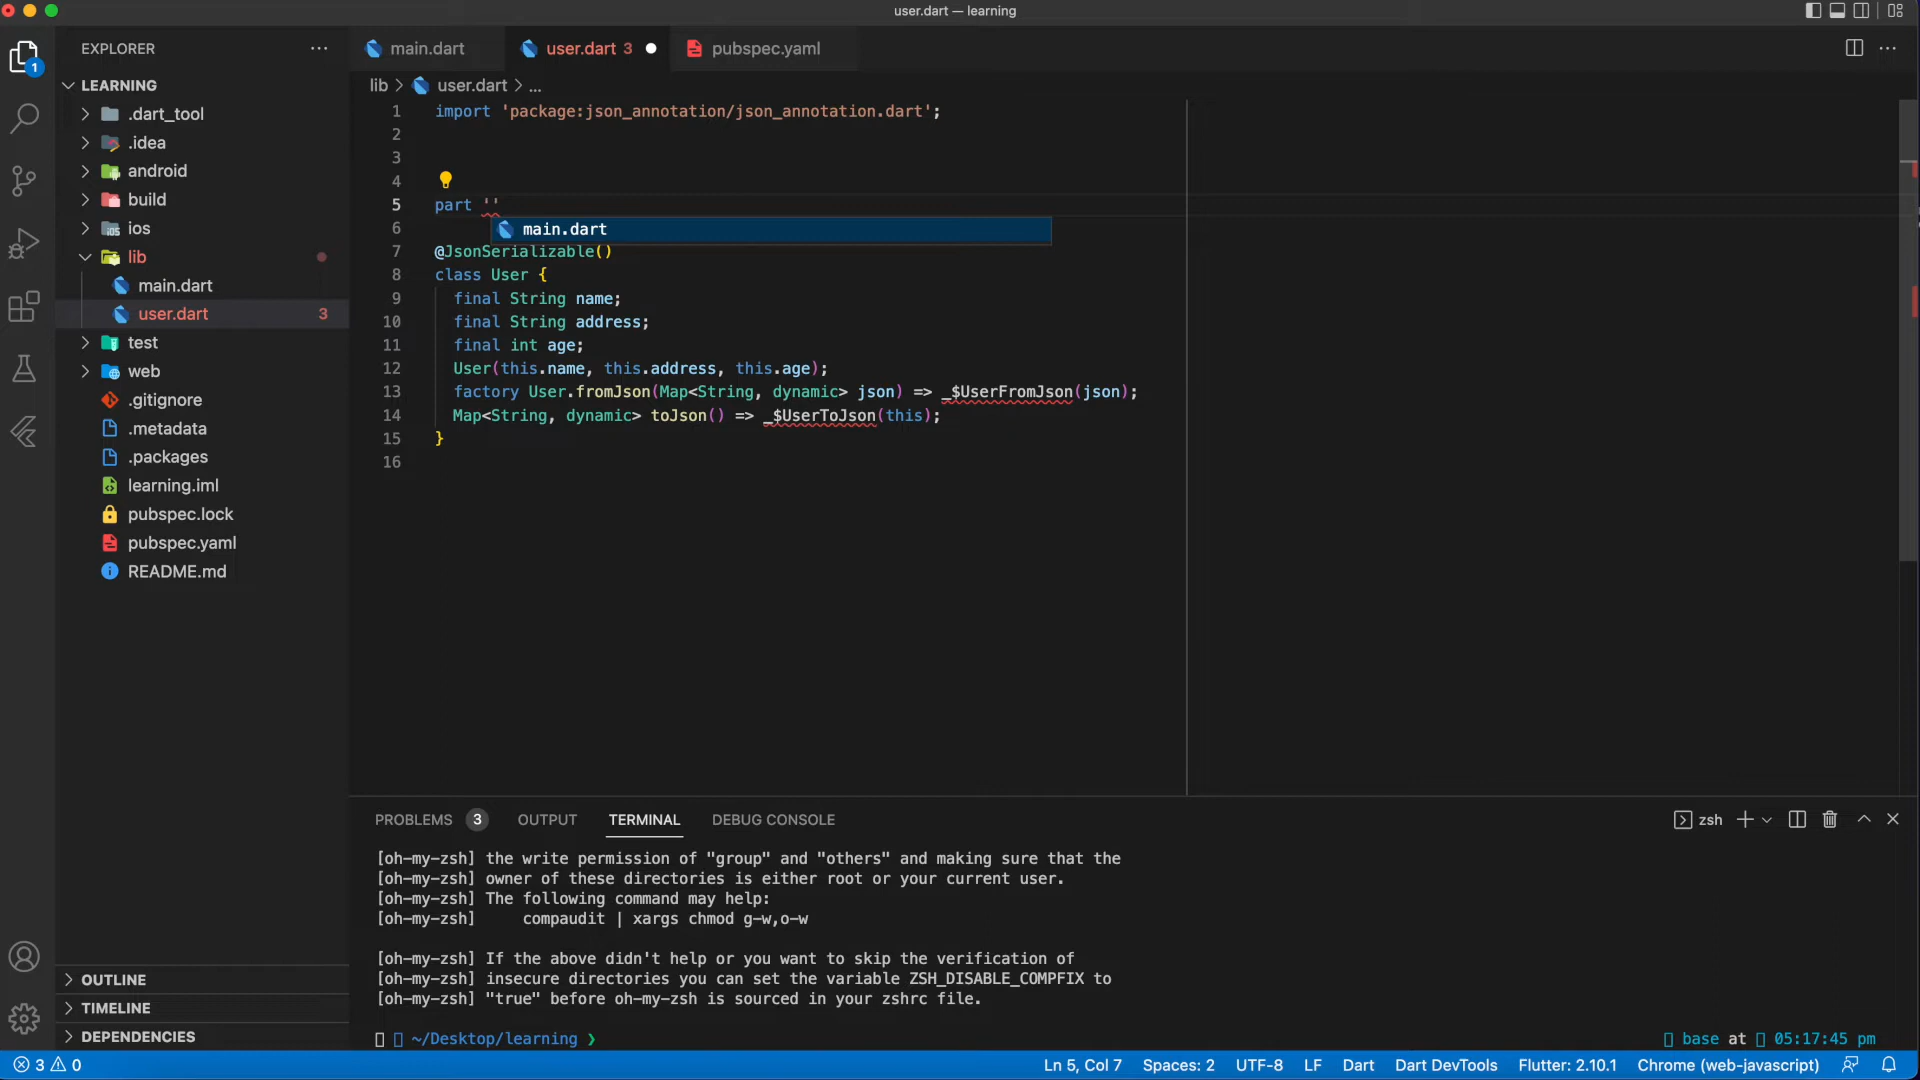 user.dart — learning
EXPLORER
LEARNING
.dart_tool
.idea
android
build
ios
lib
main.dart
user.dart 3
test
web
.gitignore
.metadata
.packages
learning.iml
pubspec.lock
pubspec.yaml
README.md
OUTLINE
TIMELINE
DEPENDENCIES
1
main.dart
user.dart 3
pubspec.yaml
lib > user.dart > ...
1 import 'package:json_annotation/json_annotation.dart';
2
3
4
5 part ''
main.dart
6
7 @JsonSerializable()
8 class User {
9 final String name;
10 final String address;
11 final int age;
12 User(this.name, this.address, this.age);
13 factory User.fromJson(Map<String, dynamic> json) => _$UserFromJson(json);
14 Map<String, dynamic> toJson() => _$UserToJson(this);
15 }
16
PROBLEMS 3 OUTPUT TERMINAL DEBUG CONSOLE
zsh
[oh-my-zsh] the write permission of "group" and "others" and making sure that the
[oh-my-zsh] owner of these directories is either root or your current user.
[oh-my-zsh] The following command may help:
[oh-my-zsh] compaudit | xargs chmod g-w,o-w
[oh-my-zsh] If the above didn't help or you want to skip the verification of
[oh-my-zsh] insecure directories you can set the variable ZSH_DISABLE_COMPFIX to
[oh-my-zsh] "true" before oh-my-zsh is sourced in your zshrc file.
~/Desktop/learning ❯
base at 05:17:45 pm
3 0
Ln 5, Col 7 Spaces: 2 UTF-8 LF Dart Dart DevTools Flutter: 2.10.1 Chrome (web-javascript)